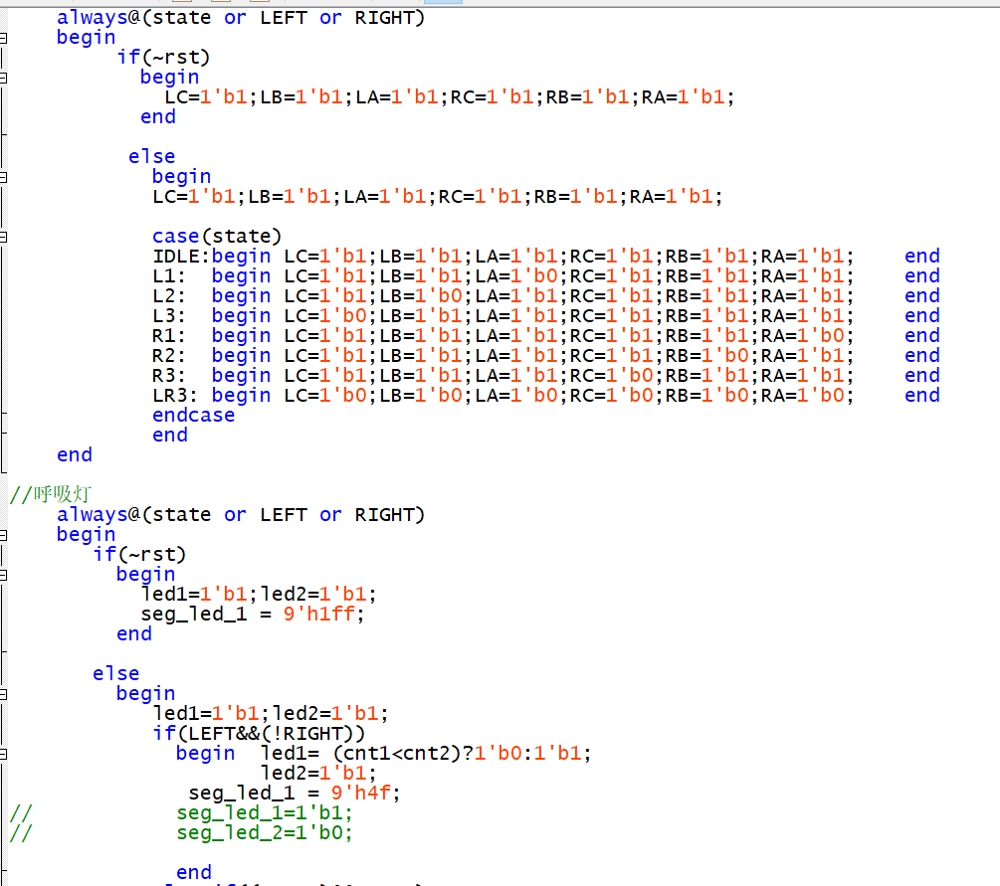 always@(state or LEFT or RIGHT)
begin
if(~rst)
begin
LC=1'b1;LB=1'b1;LA=1'b1;RC=1'b1;RB=1'b1;RA=1'b1;
end
else
begin
LC=1'b1;LB=1'b1;LA=1'b1;RC=1'b1;RB=1'b1;RA=1'b1;
case(state)
IDLE:begin LC=1'b1;LB=1'b1;LA=1'b1;RC=1'b1;RB=1'b1;RA=1'b1; end
L1: begin LC=1'b1;LB=1'b1;LA=1'b0;RC=1'b1;RB=1'b1;RA=1'b1; end
L2: begin LC=1'b1;LB=1'b0;LA=1'b1;RC=1'b1;RB=1'b1;RA=1'b1; end
L3: begin LC=1'b0;LB=1'b1;LA=1'b1;RC=1'b1;RB=1'b1;RA=1'b1; end
R1: begin LC=1'b1;LB=1'b1;LA=1'b1;RC=1'b1;RB=1'b1;RA=1'b0; end
R2: begin LC=1'b1;LB=1'b1;LA=1'b1;RC=1'b1;RB=1'b0;RA=1'b1; end
R3: begin LC=1'b1;LB=1'b1;LA=1'b1;RC=1'b0;RB=1'b1;RA=1'b1; end
LR3: begin LC=1'b0;LB=1'b0;LA=1'b0;RC=1'b0;RB=1'b0;RA=1'b0; end
endcase
end
end
//呼吸灯
always@(state or LEFT or RIGHT)
begin
if(~rst)
begin
led1=1'b1;led2=1'b1;
seg_led_1 = 9'h1ff;
end
else
begin
led1=1'b1;led2=1'b1;
if(LEFT&&(!RIGHT))
begin led1= (cnt1<cnt2)?1'b0:1'b1;
led2=1'b1;
seg_led_1 = 9'h4f;
// seg_led_1=1'b1;
// seg_led_2=1'b0;
end